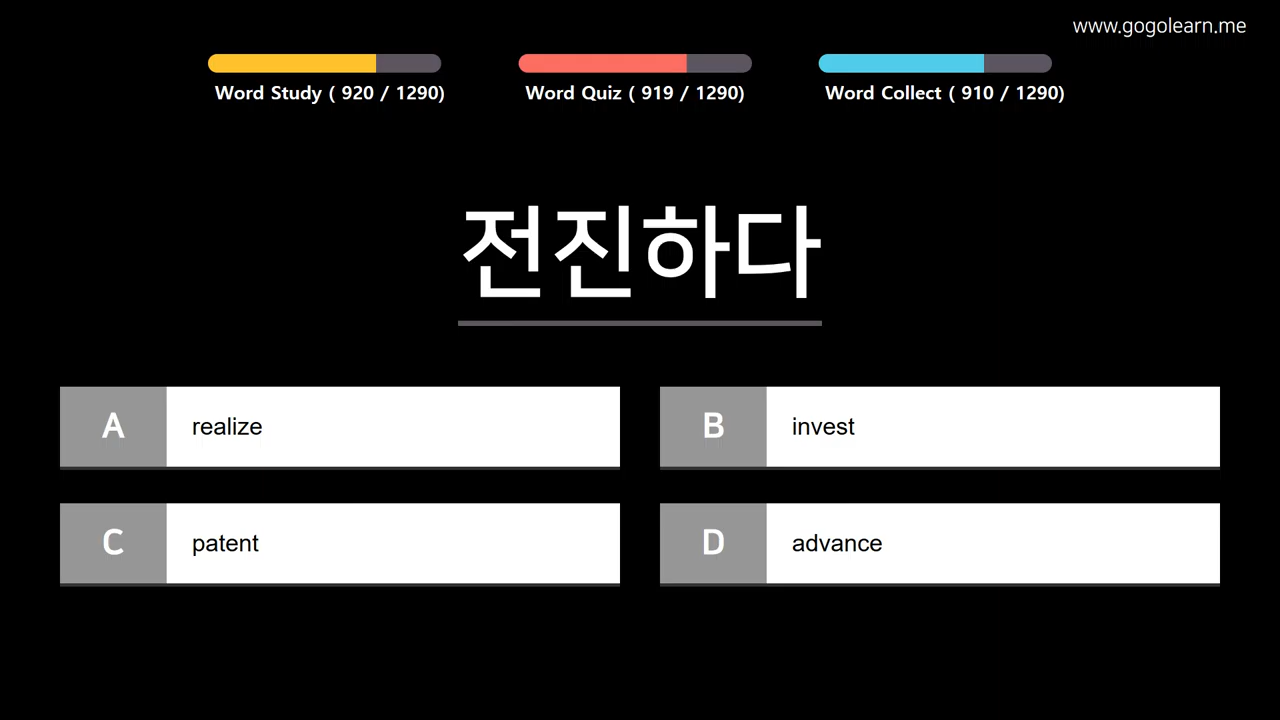 www.gogolearn.me
Word Study ( 920 / 1290)
Word Quiz ( 919 / 1290)
Word Collect ( 910 / 1290)
전진하다
A realize
B invest
C patent
D advance